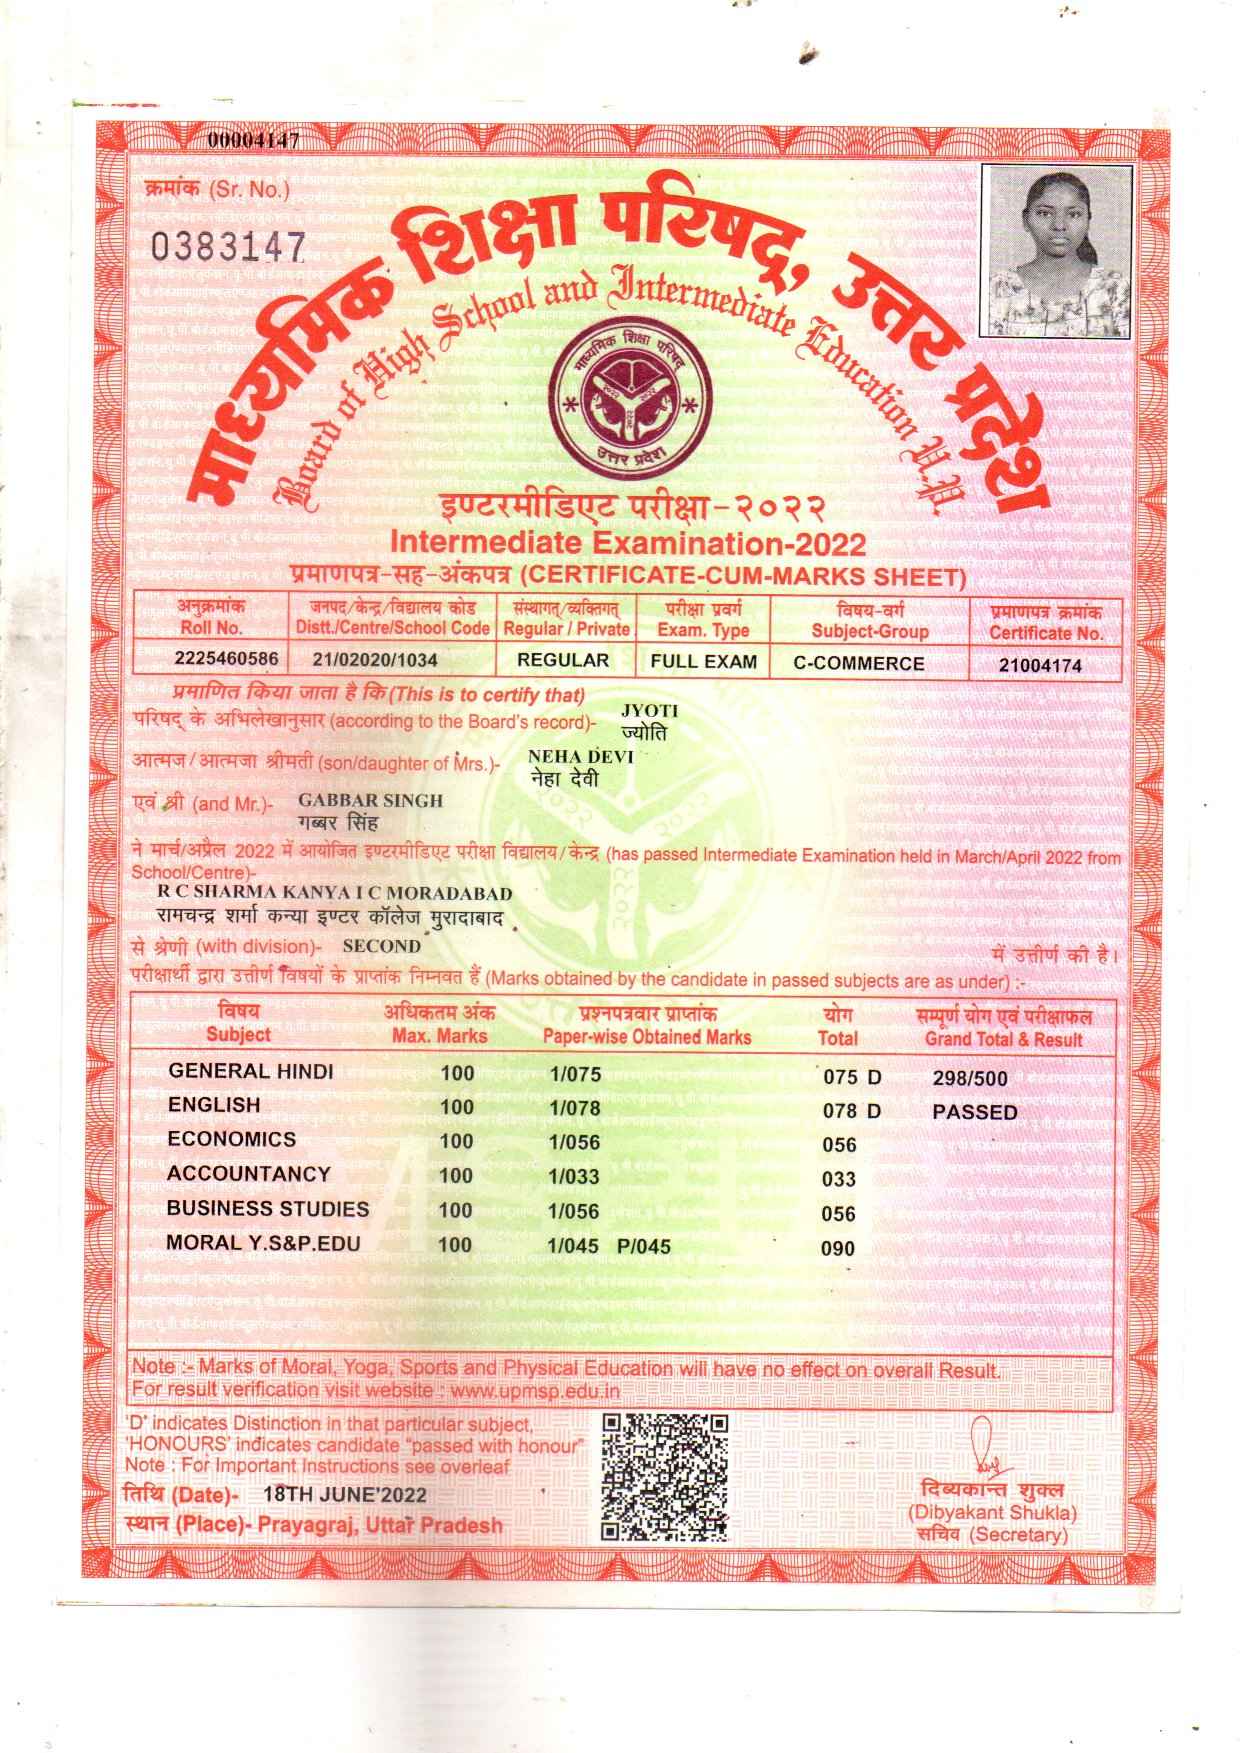 00004147
क्रमांक (Sr. No.)
0383147
माध्यमिक शिक्षा परिषद्, उत्तर प्रदेश
Board of High School and Intermediate Education U.P.
माध्यमिक शिक्षा परिषद्
२०२२ २०२२
२०२२
उत्तर प्रदेश
इण्टरमीडिएट परीक्षा-२०२२
Intermediate Examination-2022
प्रमाणपत्र-सह-अंकपत्र (CERTIFICATE-CUM-MARKS SHEET)
अनुक्रमांक जनपद/केन्द्र/विद्यालय कोड संस्थागत्/व्यक्तिगत् परीक्षा प्रवर्ग विषय-वर्ग प्रमाणपत्र क्रमांक
Roll No. Distt./Centre/School Code Regular / Private Exam. Type Subject-Group Certificate No.
2225460586 21/02020/1034 REGULAR FULL EXAM C-COMMERCE 21004174
प्रमाणित किया जाता है कि (This is to certify that)
परिषद् के अभिलेखानुसार (according to the Board's record)- JYOTI
ज्योति
आत्मज/आत्मजा श्रीमती (son/daughter of Mrs.)- NEHA DEVI
नेहा देवी
एवं श्री (and Mr.)- GABBAR SINGH
गब्बर सिंह
ने मार्च/अप्रैल 2022 में आयोजित इण्टरमीडिएट परीक्षा विद्यालय/केन्द्र (has passed Intermediate Examination held in March/April 2022 from
School/Centre)-
R C SHARMA KANYA I C MORADABAD
रामचन्द्र शर्मा कन्या इण्टर कॉलेज मुरादाबाद
से श्रेणी (with division)- SECOND में उत्तीर्ण की है।
परीक्षार्थी द्वारा उत्तीर्ण विषयों के प्राप्तांक निम्नवत हैं (Marks obtained by the candidate in passed subjects are as under) :-
विषय अधिकतम अंक प्रश्नपत्रवार प्राप्तांक योग सम्पूर्ण योग एवं परीक्षाफल
Subject Max. Marks Paper-wise Obtained Marks Total Grand Total & Result
GENERAL HINDI 100 1/075 075 D 298/500
ENGLISH 100 1/078 078 D PASSED
ECONOMICS 100 1/056 056
ACCOUNTANCY 100 1/033 033
BUSINESS STUDIES 100 1/056 056
MORAL Y.S&P.EDU 100 1/045 P/045 090
Note :- Marks of Moral, Yoga, Sports and Physical Education will have no effect on overall Result.
For result verification visit website : www.upmsp.edu.in
'D' indicates Distinction in that particular subject,
'HONOURS' indicates candidate "passed with honour"
Note : For Important Instructions see overleaf
तिथि (Date)- 18TH JUNE'2022
स्थान (Place)- Prayagraj, Uttar Pradesh
दिब्यकान्त शुक्ल
(Dibyakant Shukla)
सचिव (Secretary)